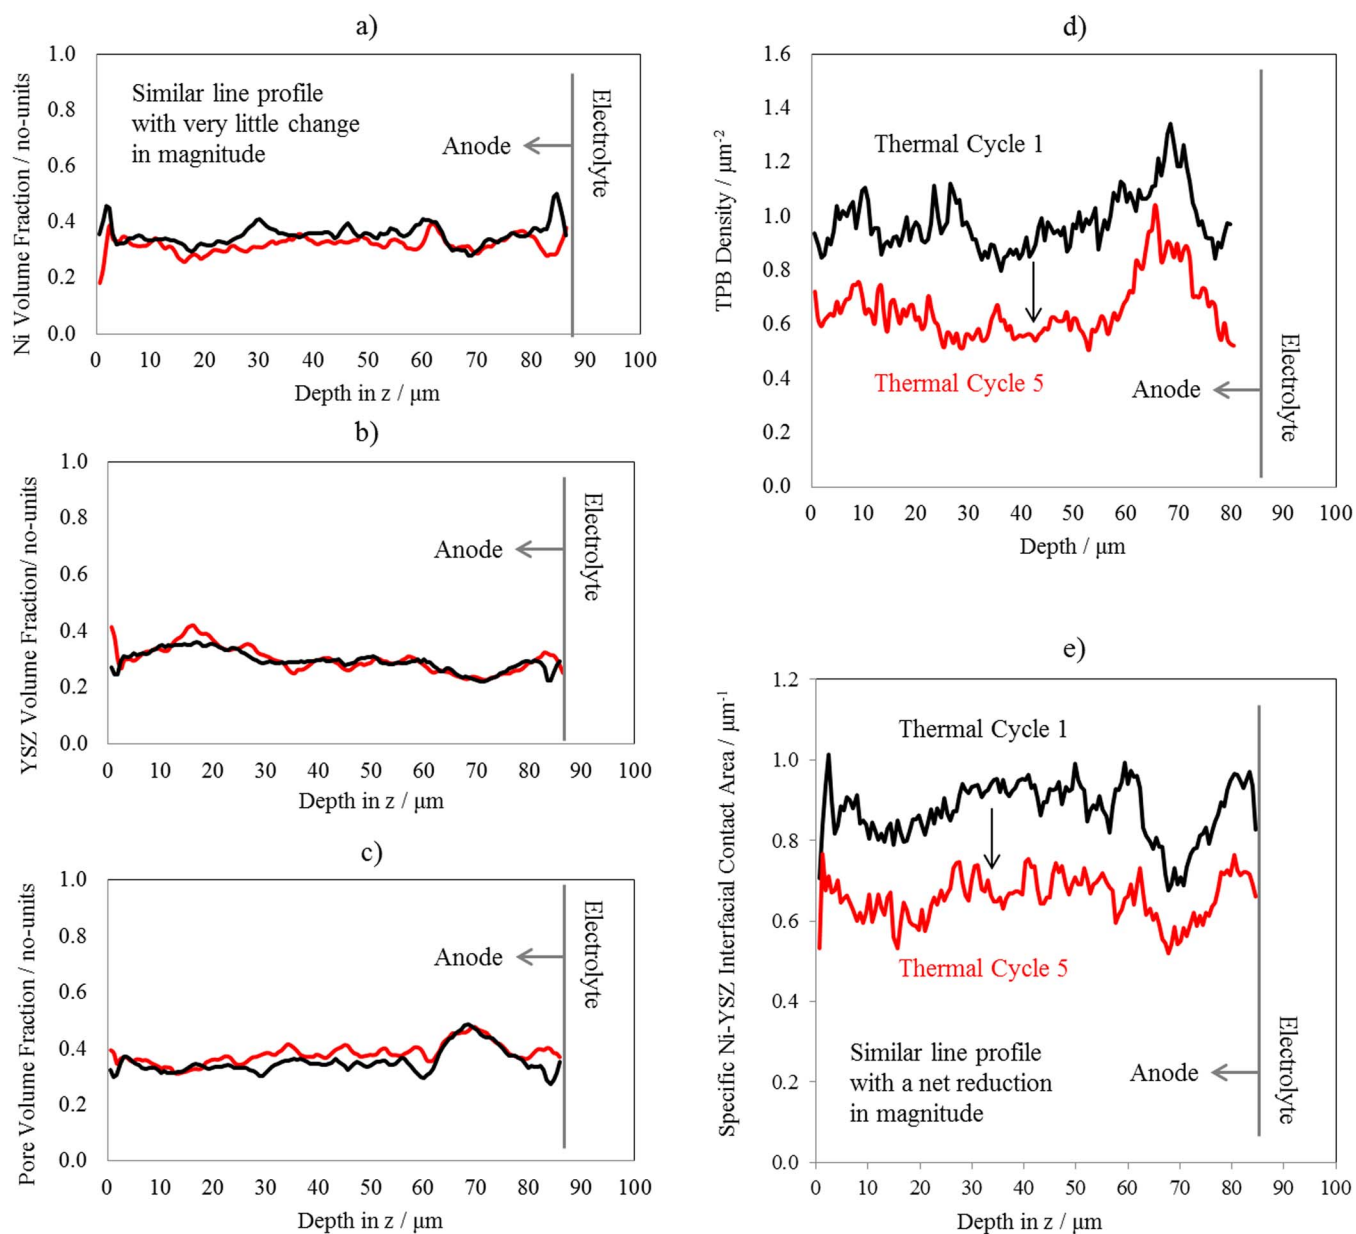 a)
Ni Volume Fraction / no-units
1.0
0.8
0.6
0.4
0.2
0.0
Similar line profile
with very little change
in magnitude
Anode
Electrolyte
0 10 20 30 40 50 60 70 80 90 100
Depth in z / μm
b)
YSZ Volume Fraction/ no-units
1.0
0.8
0.6
0.4
0.2
0.0
Anode
Electrolyte
0 10 20 30 40 50 60 70 80 90 100
Depth in z / μm
c)
Pore Volume Fraction / no-units
1.0
0.8
0.6
0.4
0.2
0.0
Anode
Electrolyte
0 10 20 30 40 50 60 70 80 90 100
Depth in z / μm
d)
TPB Density / μm⁻²
1.6
1.4
1.2
1.0
0.8
0.6
0.4
0.2
0.0
Thermal Cycle 1
Thermal Cycle 5
Anode
Electrolyte
0 10 20 30 40 50 60 70 80 90 100
Depth / μm
e)
Specific Ni-YSZ Interfacial Contact Area / μm⁻¹
1.2
1.0
0.8
0.6
0.4
0.2
0.0
Thermal Cycle 1
Thermal Cycle 5
Similar line profile
with a net reduction
in magnitude
Anode
Electrolyte
0 10 20 30 40 50 60 70 80 90 100
Depth in z / μm